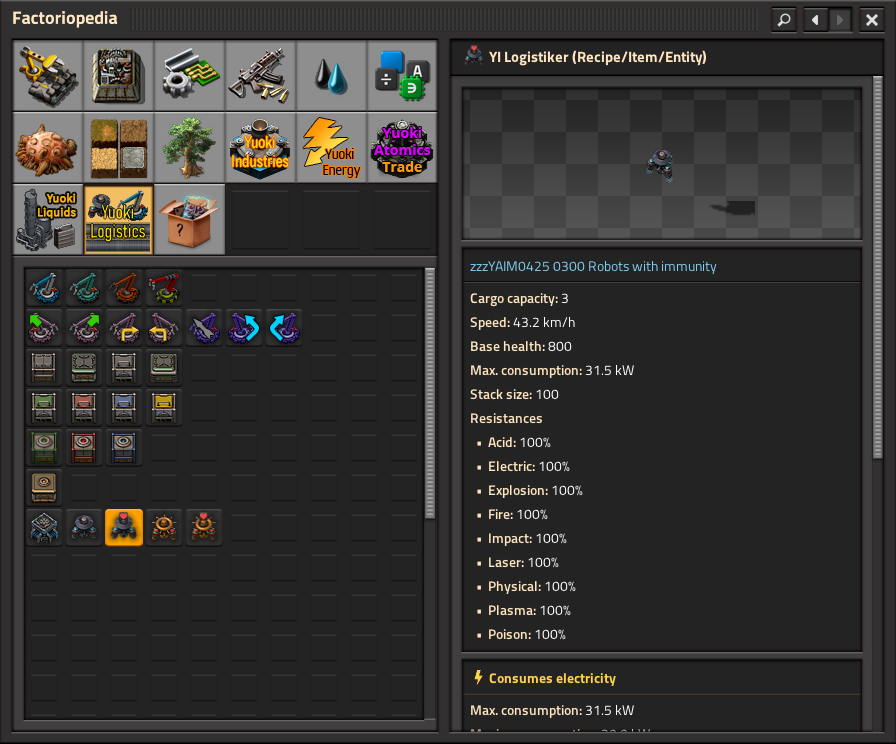 Factoriopedia
A
Yuoki
Industries
Yuoki
Energy
Yuoki
Atomics
Trade
Yuoki
Liquids
Yuoki
Logistics
?
YI Logistiker (Recipe/Item/Entity)
zzzYAIM0425 0300 Robots with immunity
Cargo capacity: 3
Speed: 43.2 km/h
Base health: 800
Max. consumption: 31.5 kW
Stack size: 100
Resistances
▪ Acid: 100%
▪ Electric: 100%
▪ Explosion: 100%
▪ Fire: 100%
▪ Impact: 100%
▪ Laser: 100%
▪ Physical: 100%
▪ Plasma: 100%
▪ Poison: 100%
Consumes electricity
Max. consumption: 31.5 kW